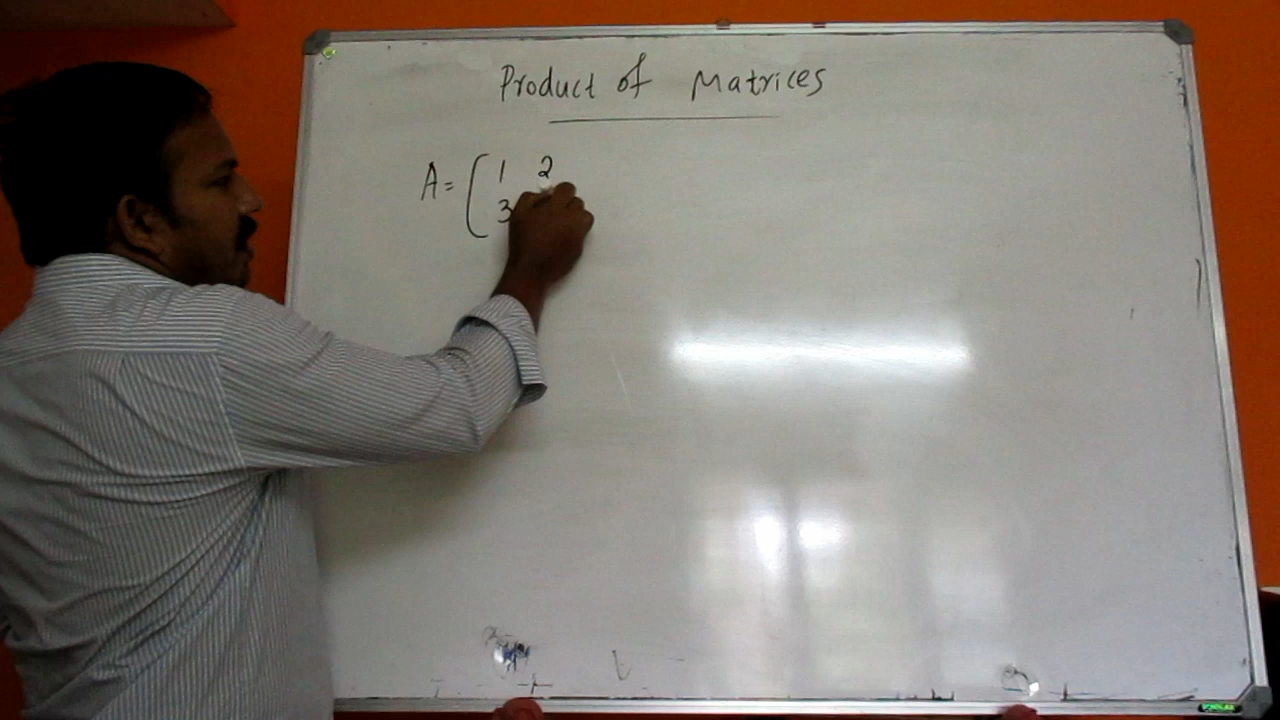 Product of Matrices
A = ( 1 2
3